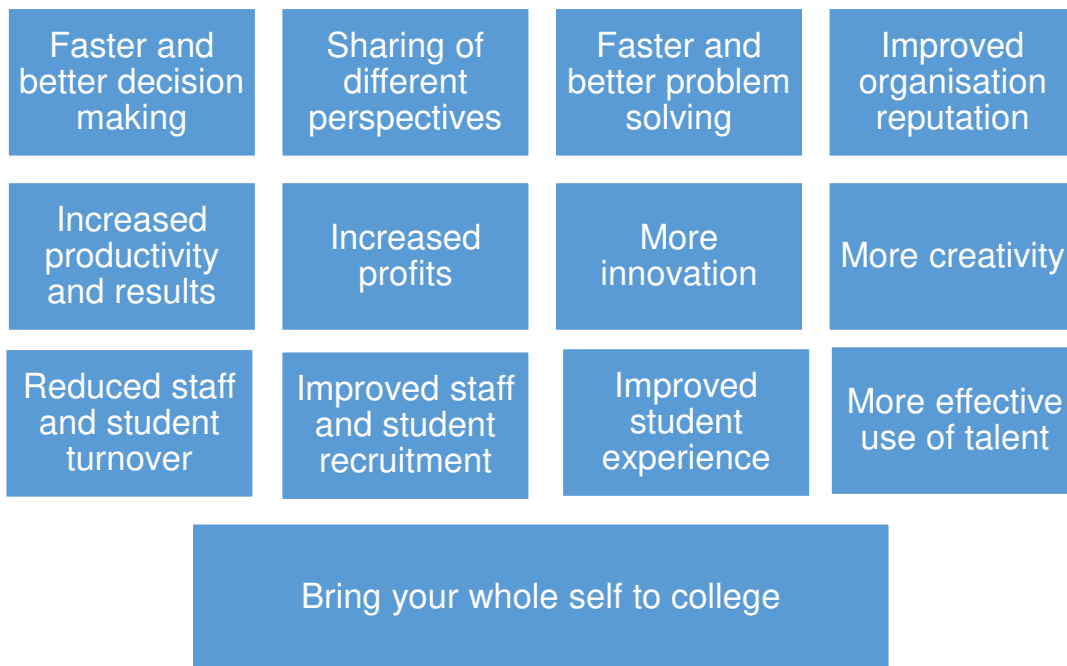 Faster and
better decision
making
Sharing of
different
perspectives
Faster and
better problem
solving
Improved
organisation
reputation
Increased
productivity
and results
Increased
profits
More
innovation
More creativity
Reduced staff
and student
turnover
Improved staff
and student
recruitment
Improved
student
experience
More effective
use of talent
Bring your whole self to college